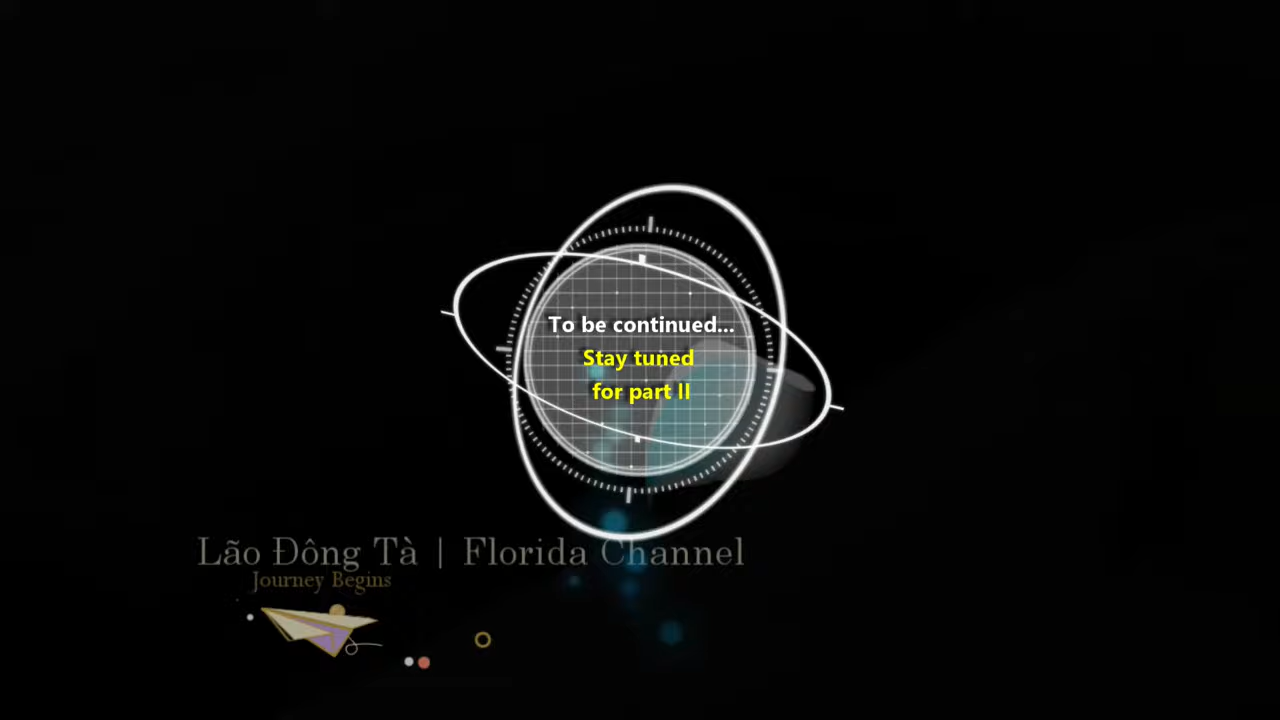 To be continued...
Stay tuned
for part II
Lão Đông Tà | Florida Channel
Journey Begins